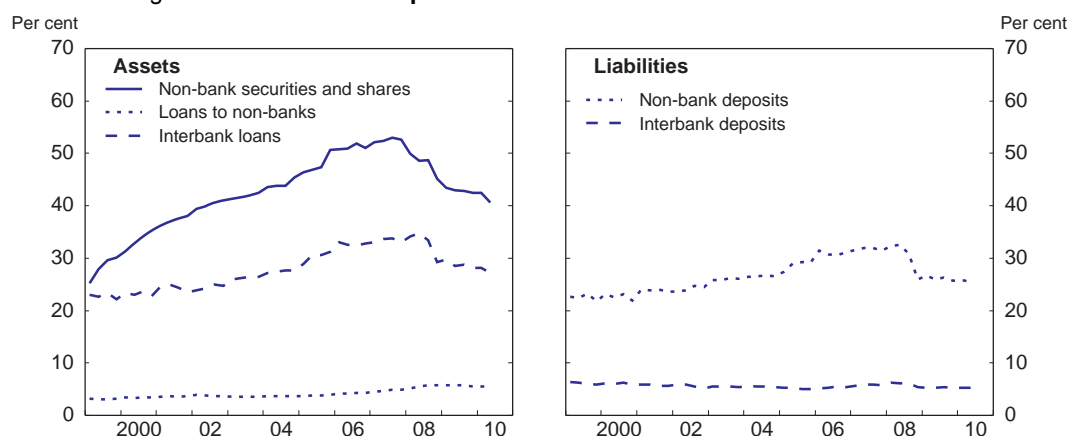 Per cent
Per cent
70
60
50
40
30
20
10
0
Assets
Non-bank securities and shares
Loans to non-banks
Interbank loans
2000 02 04 06 08 10
Liabilities
Non-bank deposits
Interbank deposits
2000 02 04 06 08 10
70
60
50
40
30
20
10
0